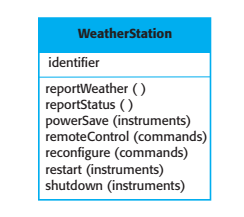 WeatherStation
identifier
reportWeather ( )
reportStatus ( )
powerSave (instruments)
remoteControl (commands)
reconfigure (commands)
restart (instruments)
shutdown (instruments)